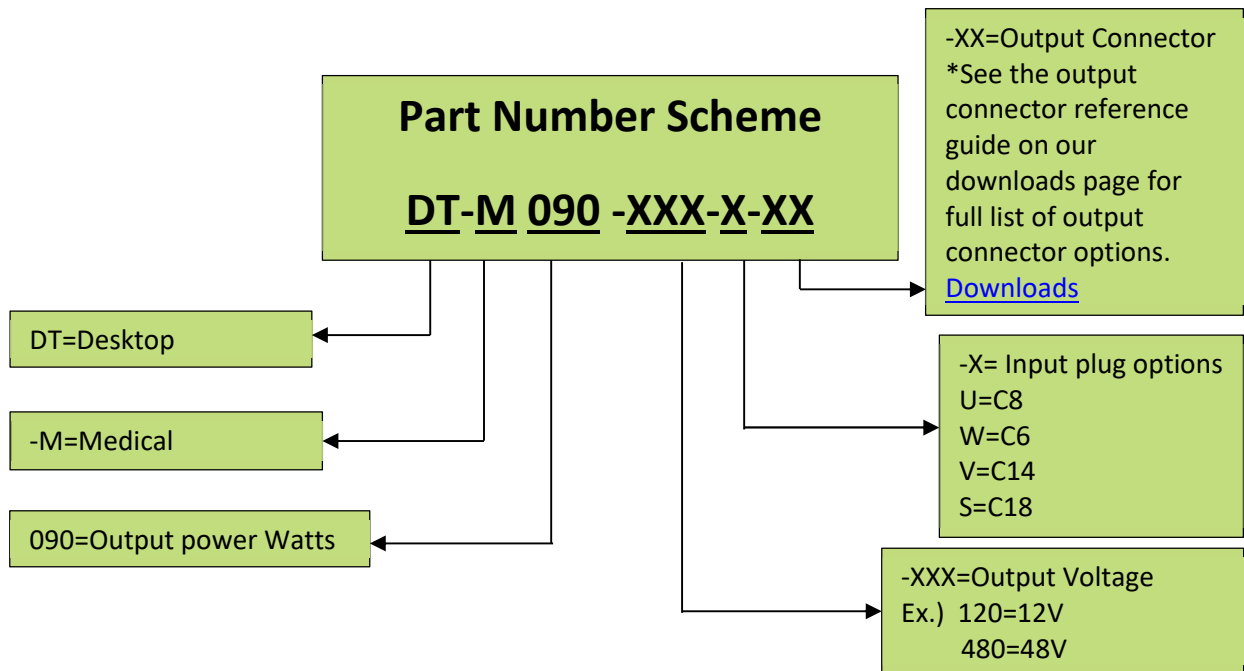 Part Number Scheme
DT-M 090 -XXX-X-XX
-XX=Output Connector
*See the output
connector reference
guide on our
downloads page for
full list of output
connector options.
Downloads
DT=Desktop
-M=Medical
090=Output power Watts
-X= Input plug options
U=C8
W=C6
V=C14
S=C18
-XXX=Output Voltage
Ex.) 120=12V
480=48V